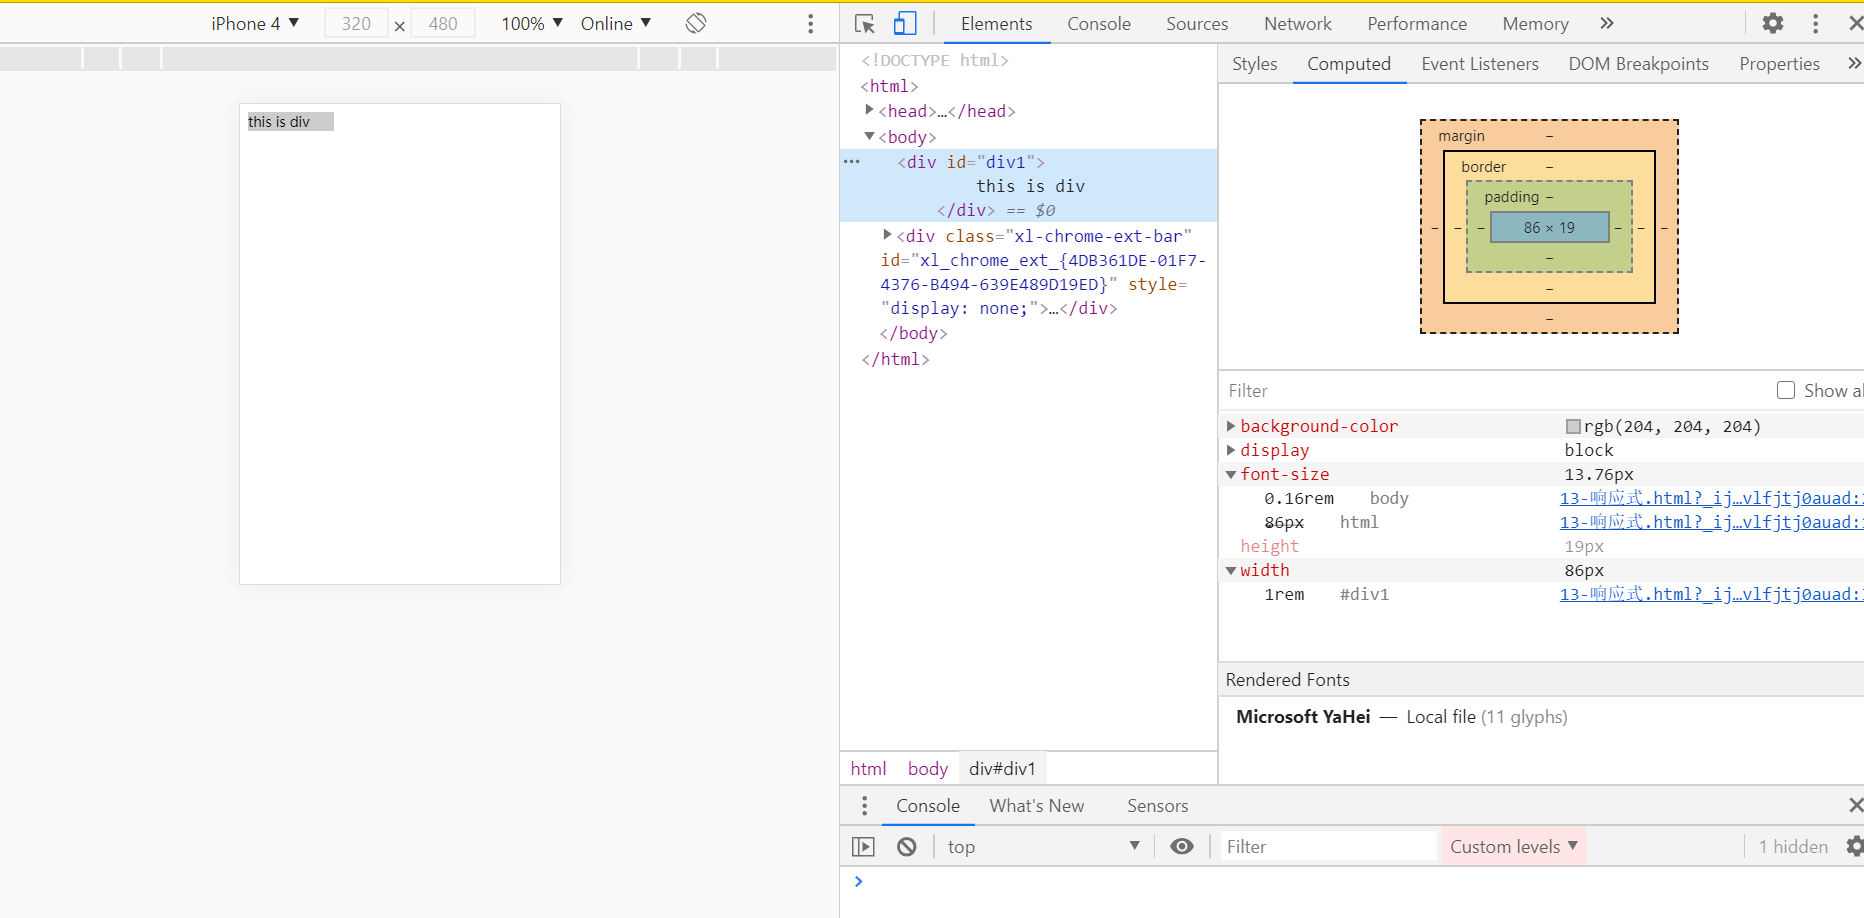 iPhone 4 ▼ 320 × 480 100% ▼ Online ▼
this is div
Elements Console Sources Network Performance Memory »
<!DOCTYPE html>
<html>
▶<head>…</head>
▼<body>
… <div id="div1">
this is div
</div> == $0
▶<div class="xl-chrome-ext-bar"
id="xl_chrome_ext_{4DB361DE-01F7-
4376-B494-639E489D19ED}" style=
"display: none;">…</div>
</body>
</html>
html body div#div1
Styles Computed Event Listeners DOM Breakpoints Properties »
margin –
border –
padding –
– – – 86 × 19 – – –
–
–
–
Filter Show al
▶ background-color rgb(204, 204, 204)
▶ display block
▼ font-size 13.76px
0.16rem body 13-响应式.html?_ij…vlfjtj0auad:
86px html 13-响应式.html?_ij…vlfjtj0auad:
height 19px
▼ width 86px
1rem #div1 13-响应式.html?_ij…vlfjtj0auad:
Rendered Fonts
Microsoft YaHei — Local file (11 glyphs)
Console What's New Sensors
top ▼ Filter Custom levels ▼ 1 hidden
>